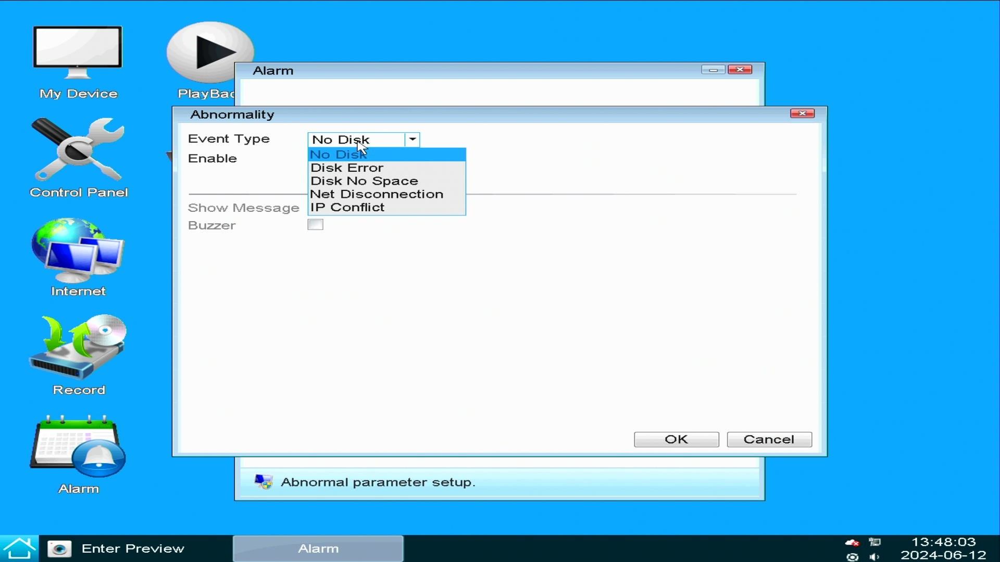 My Device
PlayBac
Control Panel
Internet
Record
Alarm
Alarm
Abnormality
Event Type
No Disk
Enable
No Disk
Disk Error
Disk No Space
Net Disconnection
IP Conflict
Show Message
Buzzer
OK
Cancel
Abnormal parameter setup.
Enter Preview
Alarm
13:48:03
2024-06-12